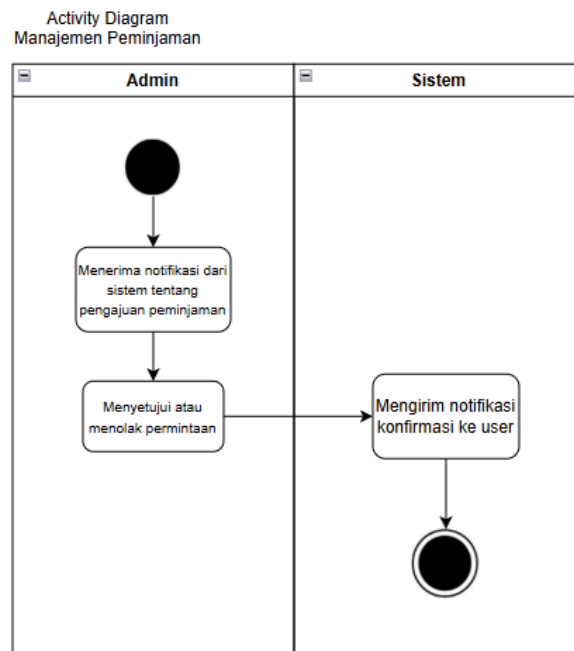 Activity Diagram
Manajemen Peminjaman
Admin
Sistem
Menerima notifikasi dari
sistem tentang
pengajuan peminjaman
Menyetujui atau
menolak permintaan
Mengirim notifikasi
konfirmasi ke user